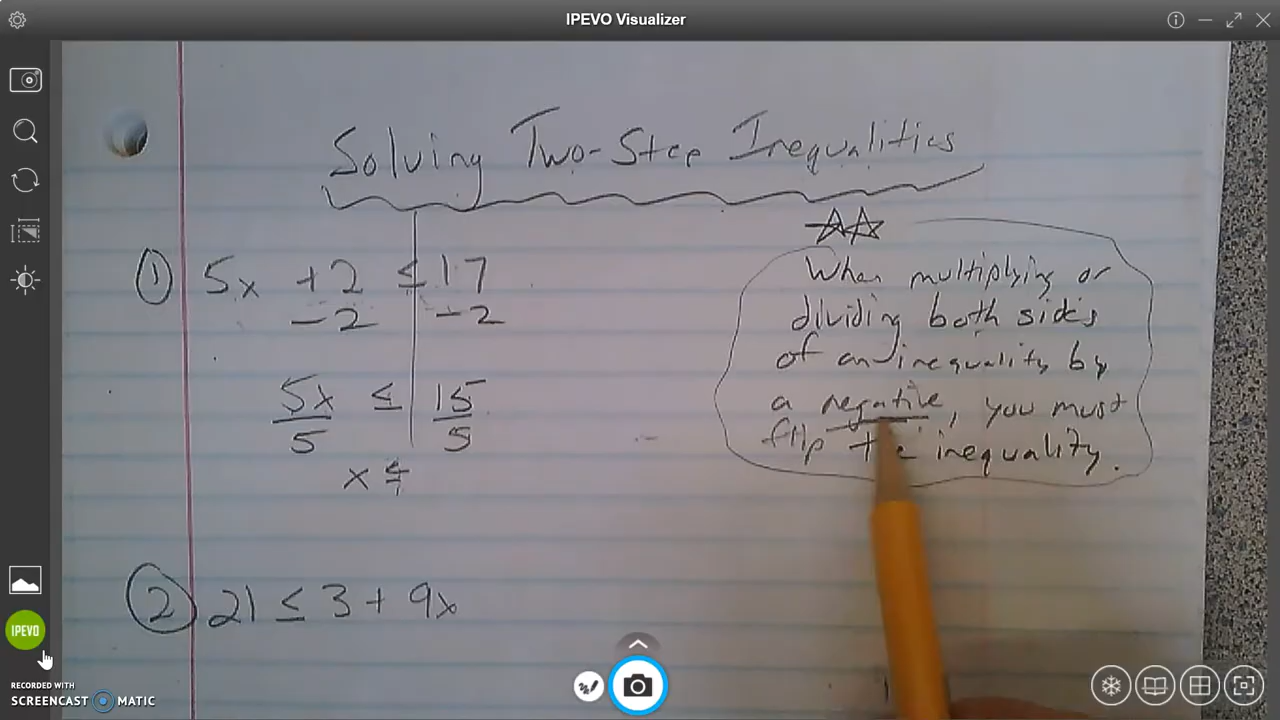 IPEVO Visualizer
Solving Two-Step Inequalities
① 5x + 2 ≤ 17
− 2 − 2
5x ≤ 15
5 5
x ≤
When multiplying or
dividing both sides
of an inequality by
a negative, you must
flip the inequality.
② 21 ≤ 3 + 9x
IPEVO
RECORDED WITH
SCREENCAST MATIC